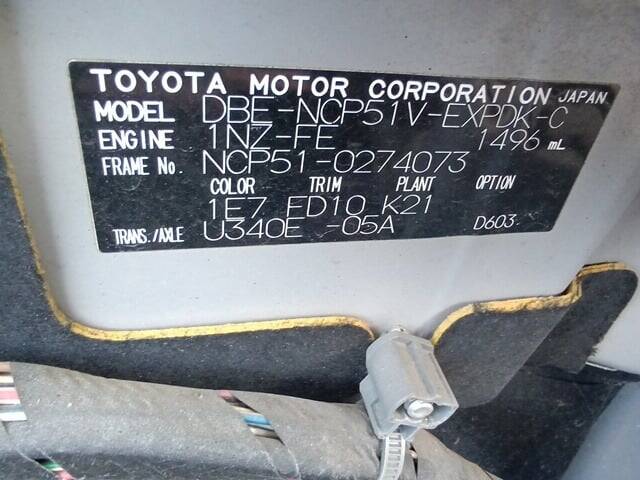 TOYOTA MOTOR CORPORATION JAPAN
MODEL DBE-NCP51V-EXPDK-C
ENGINE 1NZ-FE 1496 mL
FRAME No. NCP51-0274073
COLOR TRIM PLANT OPTION
1E7 FD10 K21
TRANS./AXLE U340E -05A D603